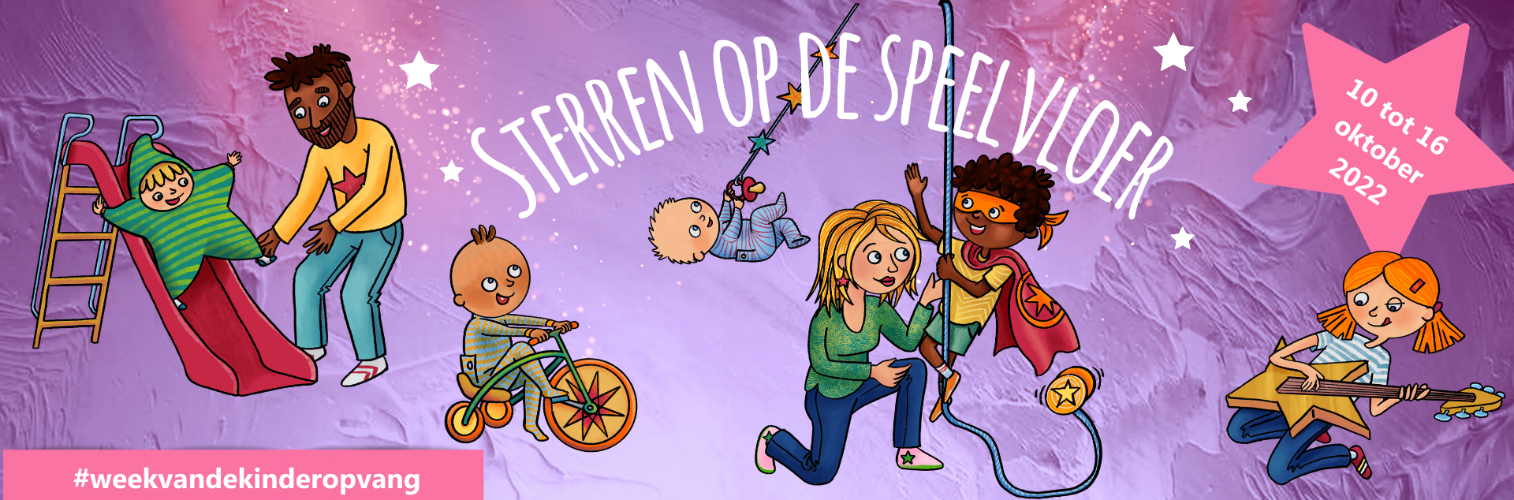 STERREN OP DE SPEELVLOER
10 tot 16
oktober
2022
#weekvandekinderopvang